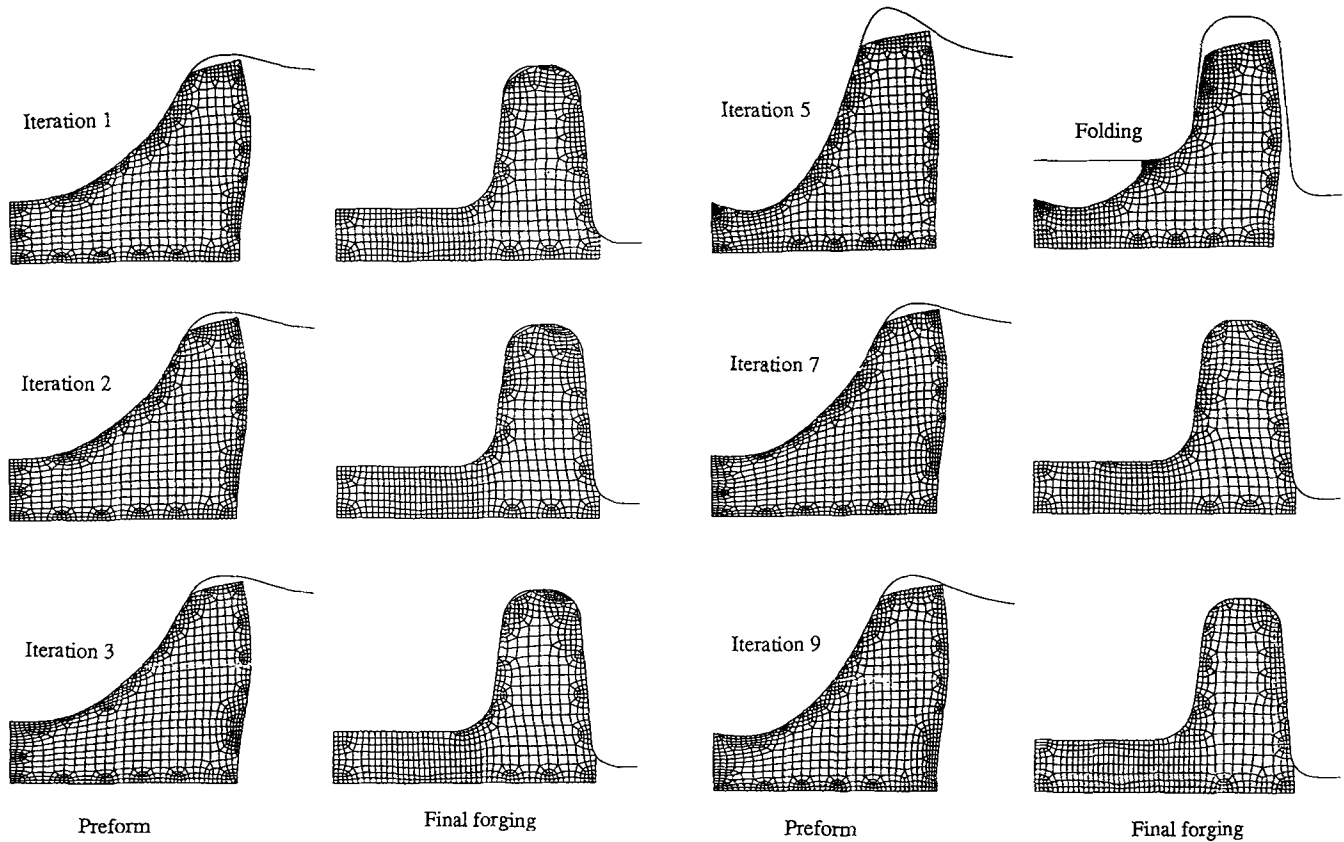 Iteration 1
Iteration 2
Iteration 3
Preform
Final forging
Iteration 5
Folding
Iteration 7
Iteration 9
Preform
Final forging